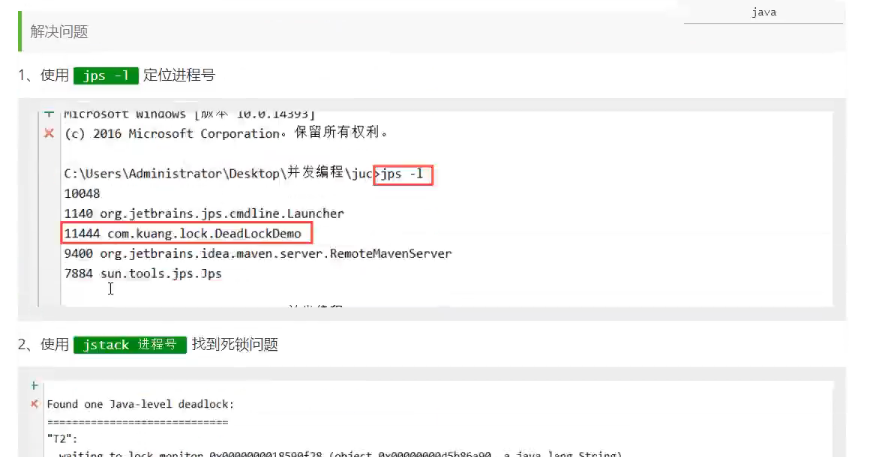 java
解决问题
1、使用 jps -l 定位进程号
Microsoft Windows [版本 10.0.14393]
(c) 2016 Microsoft Corporation。保留所有权利。
C:\Users\Administrator\Desktop\并发编程\juc>jps -l
10048
1140 org.jetbrains.jps.cmdline.Launcher
11444 com.kuang.lock.DeadLockDemo
9400 org.jetbrains.idea.maven.server.RemoteMavenServer
7884 sun.tools.jps.Jps
2、使用 jstack 进程号 找到死锁问题
Found one Java-level deadlock:
=============================
"T2":
waiting to lock monitor 0x0000000018590f28 (object 0x00000000d5b86a90, a java.lang.String)